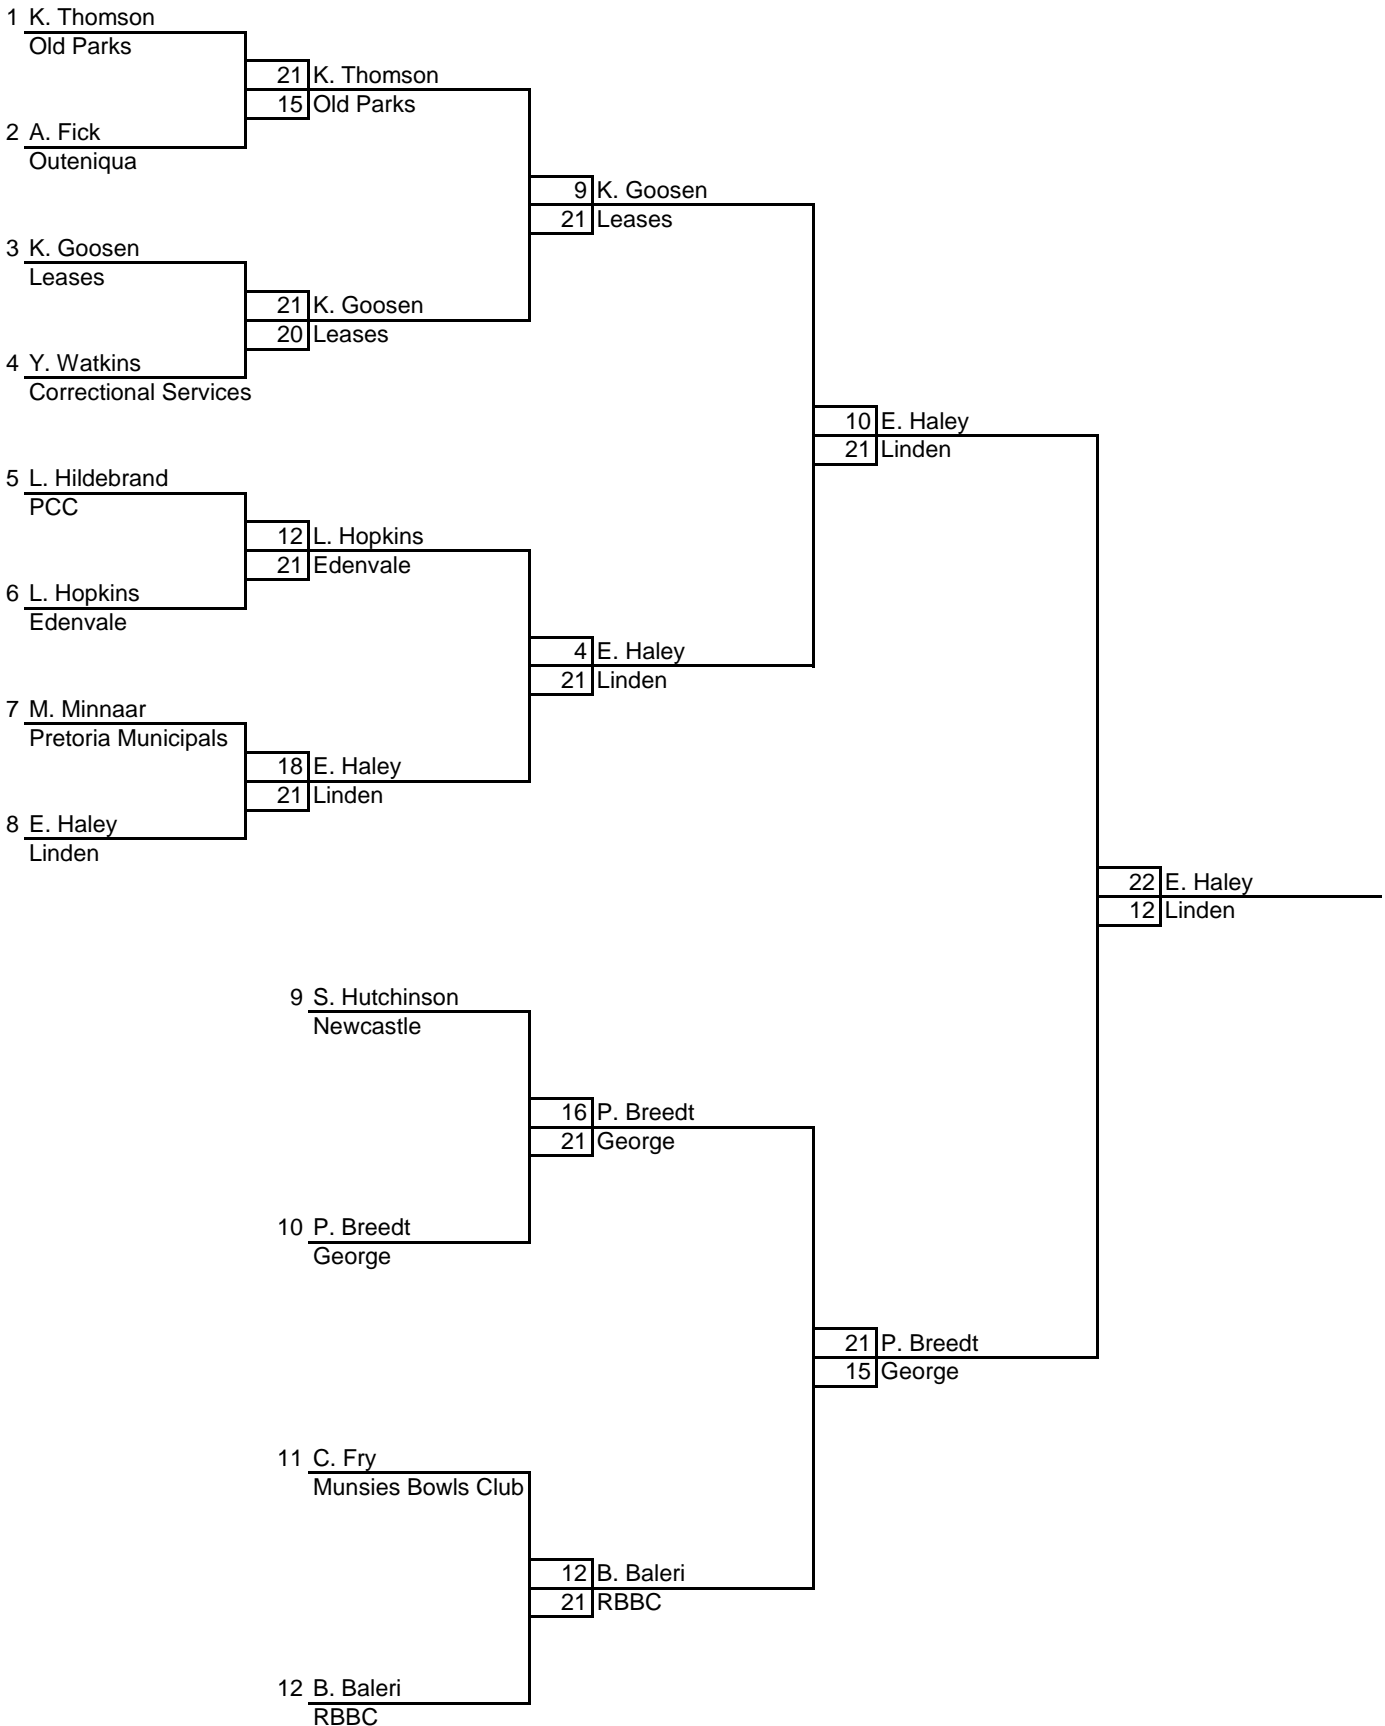 1 K. Thomson
Old Parks
21 K. Thomson
15 Old Parks
2 A. Fick
Outeniqua
9 K. Goosen
21 Leases
3 K. Goosen
Leases
21 K. Goosen
20 Leases
4 Y. Watkins
Correctional Services
10 E. Haley
21 Linden
5 L. Hildebrand
PCC
12 L. Hopkins
21 Edenvale
6 L. Hopkins
Edenvale
4 E. Haley
21 Linden
7 M. Minnaar
Pretoria Municipals
18 E. Haley
21 Linden
8 E. Haley
Linden
22 E. Haley
12 Linden
9 S. Hutchinson
Newcastle
16 P. Breedt
21 George
10 P. Breedt
George
21 P. Breedt
15 George
11 C. Fry
Munsies Bowls Club
12 B. Baleri
21 RBBC
12 B. Baleri
RBBC